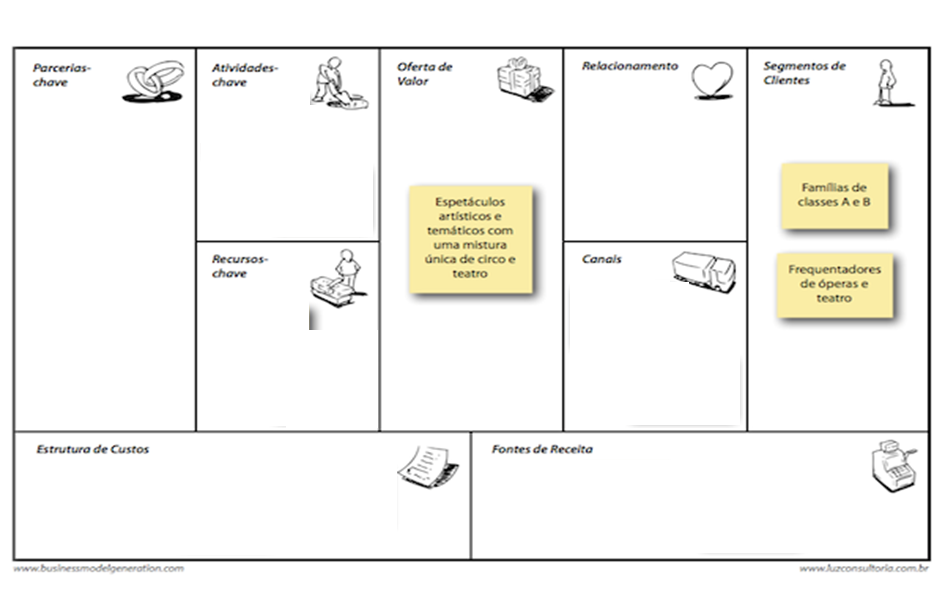 Parcerias-
chave
Atividades-
chave
Oferta de
Valor
Relacionamento
Segmentos de
Clientes
Espetáculos
artísticos e
temáticos com
uma mistura
única de circo e
teatro
Famílias de
classes A e B
Recursos-
chave
Canais
Frequentadores
de óperas e
teatro
Estrutura de Custos
Fontes de Receita
www.businessmodelgeneration.com
www.luzconsultoria.com.br